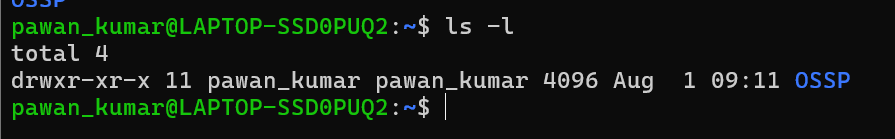 OSSP
pawan_kumar@LAPTOP-SSD0PUQ2:~$ ls -l
total 4
drwxr-xr-x 11 pawan_kumar pawan_kumar 4096 Aug  1 09:11 OSSP
pawan_kumar@LAPTOP-SSD0PUQ2:~$